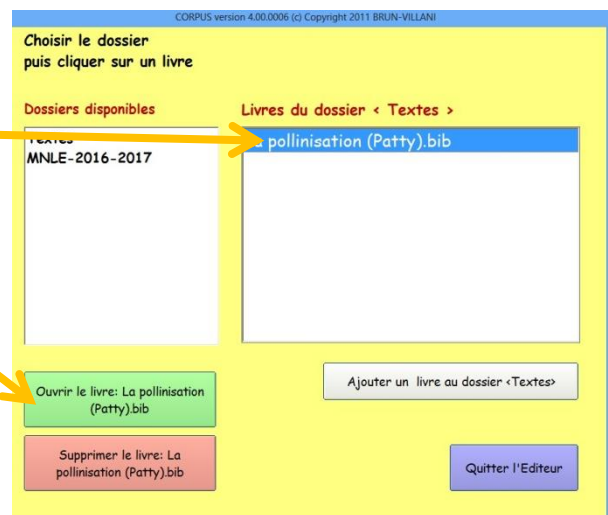 CORPUS version 4.00.0006 (c) Copyright 2011 BRUN-VILLANI
Choisir le dossier
puis cliquer sur un livre
Dossiers disponibles
Livres du dossier < Textes >
Textes
MNLE-2016-2017
pollinisation (Patty).bib
Ouvrir le livre: La pollinisation
(Patty).bib
Ajouter un livre au dossier <Textes>
Supprimer le livre: La
pollinisation (Patty).bib
Quitter l'Editeur